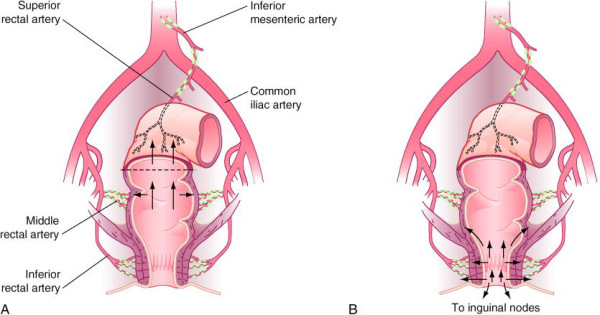 Superior
rectal artery
Inferior
mesenteric artery
Common
iliac artery
Middle
rectal artery
Inferior
rectal artery
A
B
To inguinal nodes